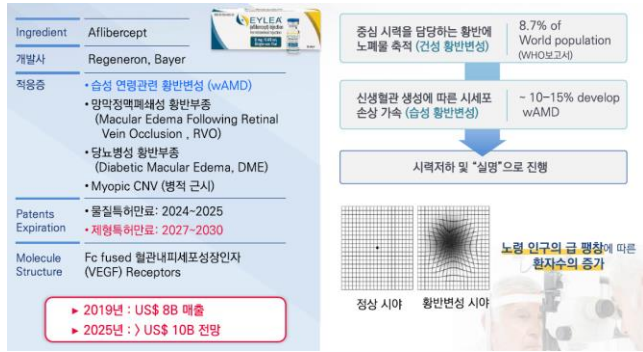 Ingredient
Aflibercept
EYLEA
개발사
Regeneron, Bayer
적응증
• 습성 연령관련 황반변성 (wAMD)
• 망막정맥폐쇄성 황반부종
(Macular Edema Following Retinal
Vein Occlusion , RVO)
• 당뇨병성 황반부종
(Diabetic Macular Edema, DME)
• Myopic CNV (병적 근시)
Patents
Expiration
• 물질특허만료: 2024~2025
• 제형특허만료: 2027~2030
Molecule
Structure
Fc fused 혈관내피세포성장인자
(VEGF) Receptors
▸ 2019년 : US$ 8B 매출
▸ 2025년 : 〉 US$ 10B 전망
중심 시력을 담당하는 황반에
노폐물 축적 (건성 황반변성)
8.7% of
World population
(WHO보고서)
신생혈관 생성에 따른 시세포
손상 가속 (습성 황반변성)
~ 10-15% develop
wAMD
시력저하 및 "실명"으로 진행
정상 시야
황반변성 시야
노령 인구의 급 팽창에 따른
환자수의 증가